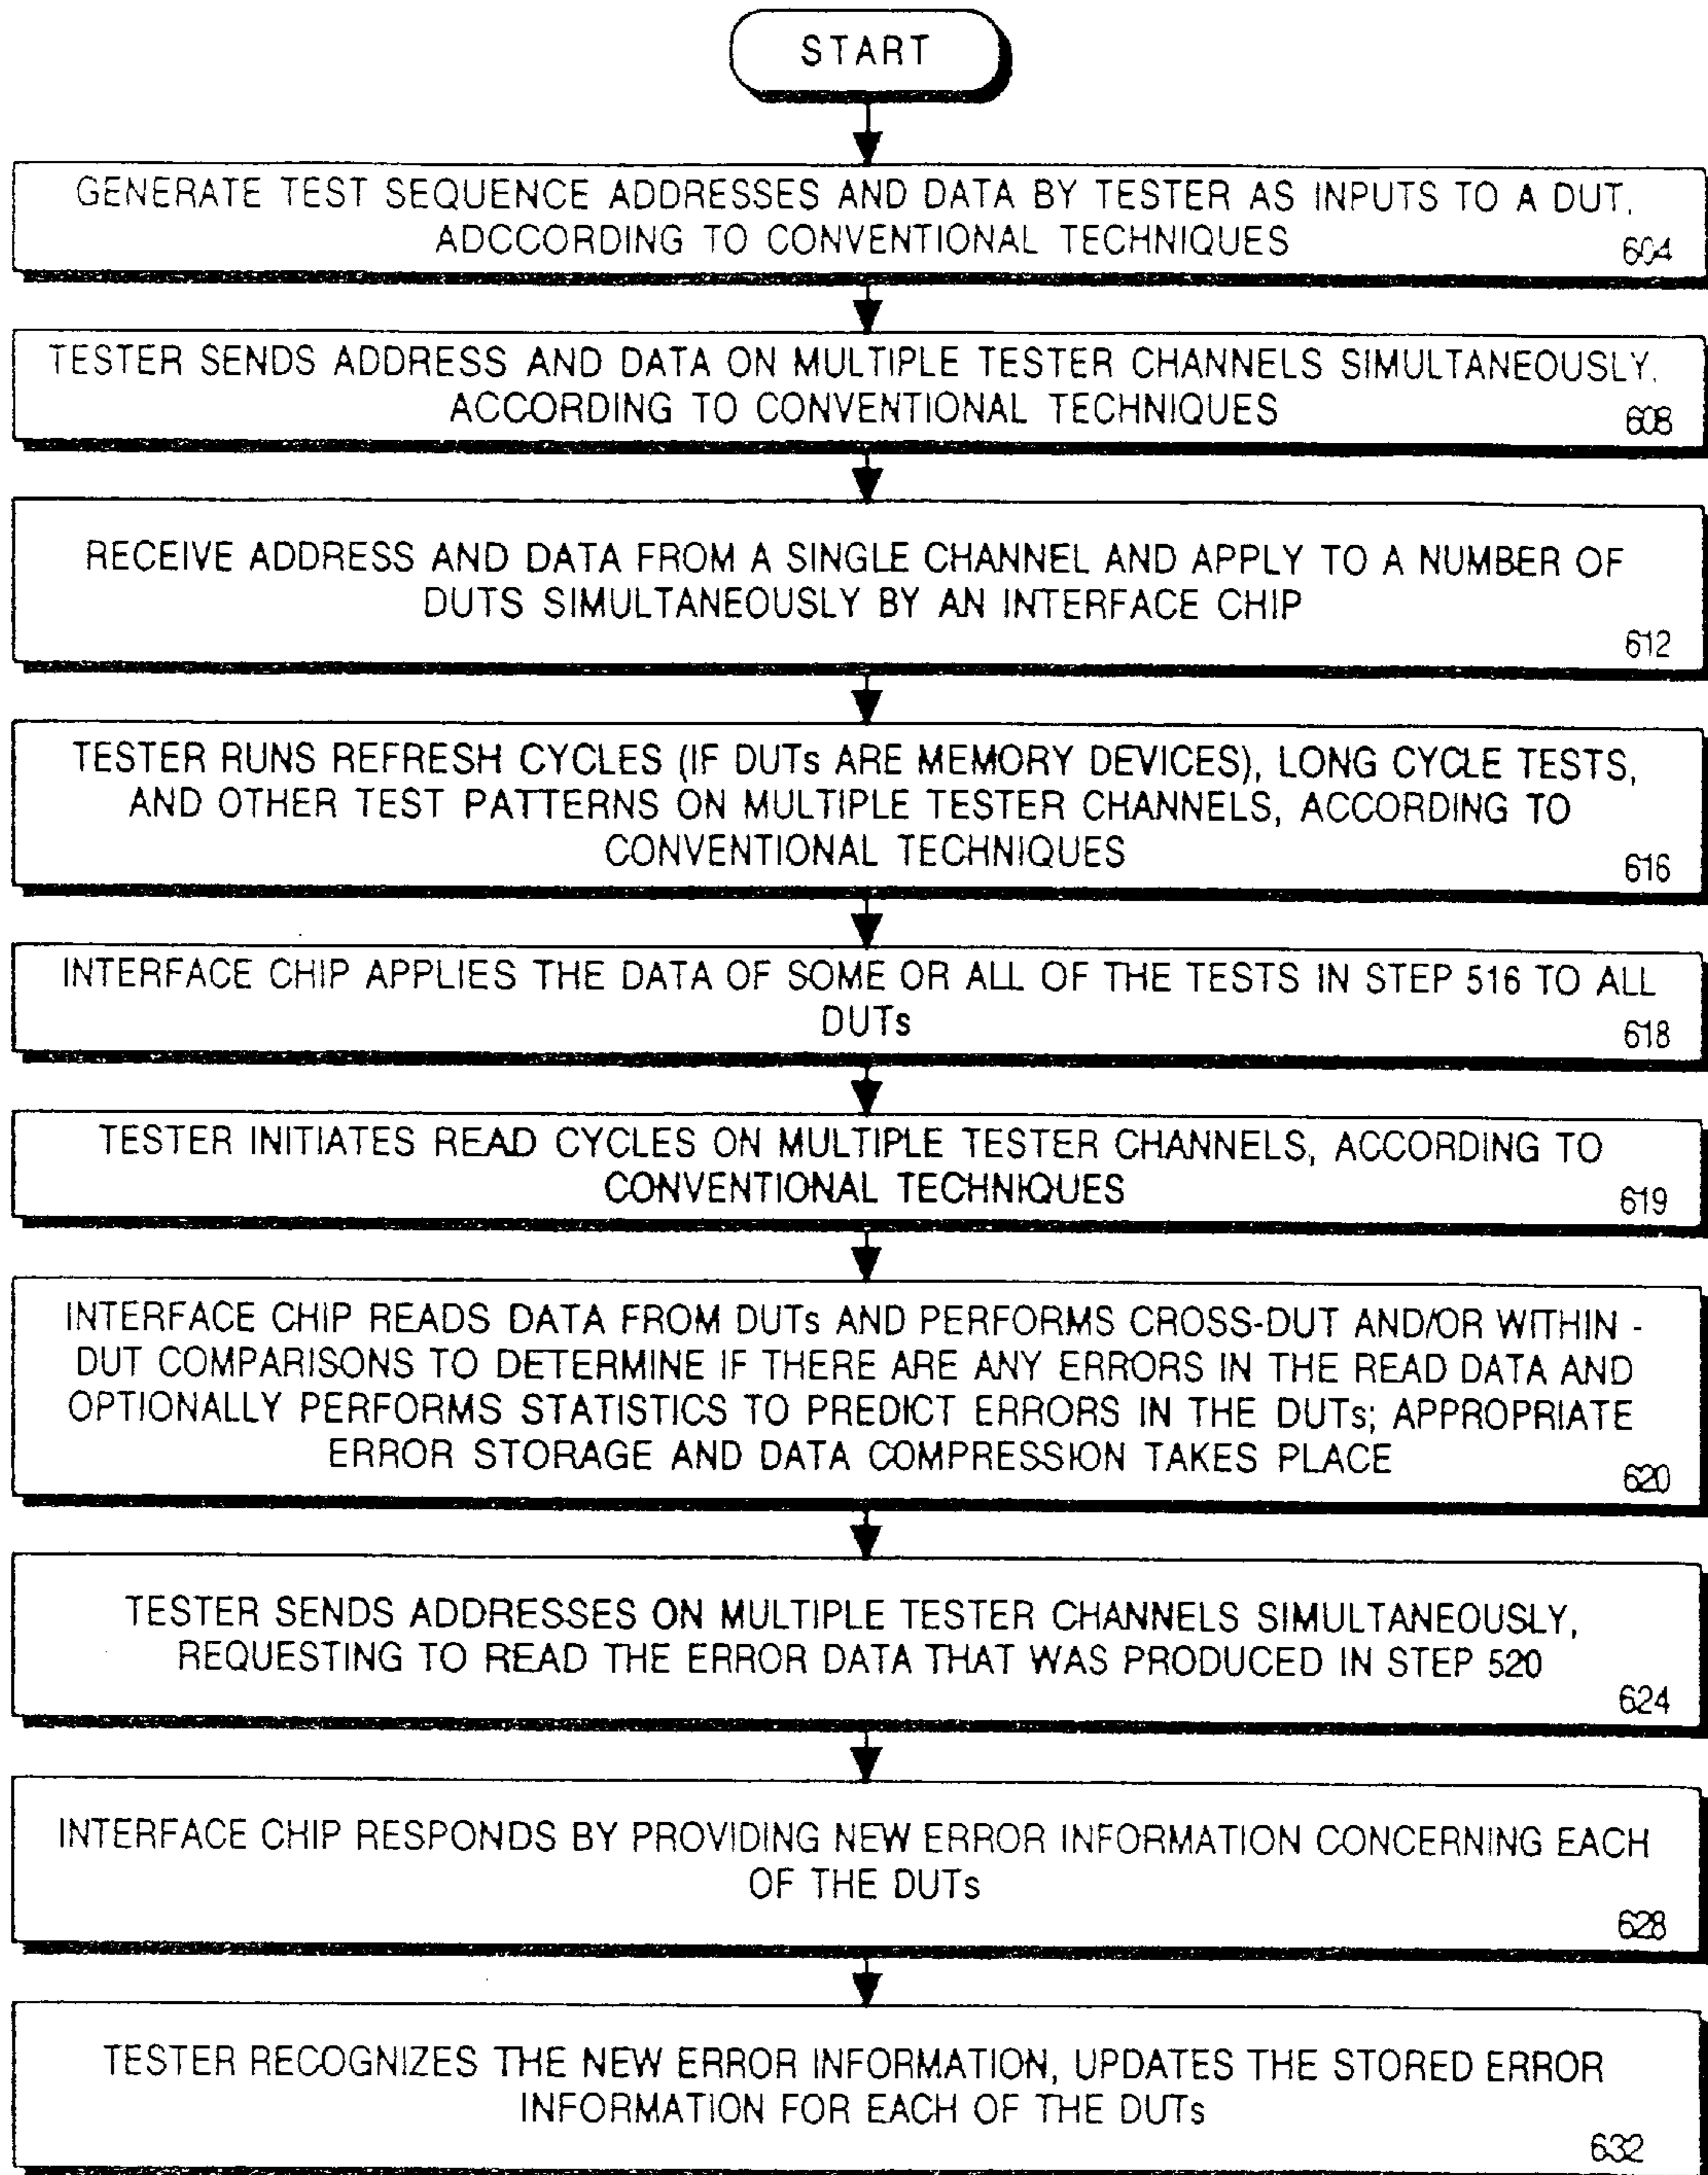 START
GENERATE TEST SEQUENCE ADDRESSES AND DATA BY TESTER AS INPUTS TO A DUT,
ADCCORDING TO CONVENTIONAL TECHNIQUES
604
TESTER SENDS ADDRESS AND DATA ON MULTIPLE TESTER CHANNELS SIMULTANEOUSLY,
ACCORDING TO CONVENTIONAL TECHNIQUES
608
RECEIVE ADDRESS AND DATA FROM A SINGLE CHANNEL AND APPLY TO A NUMBER OF
DUTS SIMULTANEOUSLY BY AN INTERFACE CHIP
612
TESTER RUNS REFRESH CYCLES (IF DUTs ARE MEMORY DEVICES), LONG CYCLE TESTS,
AND OTHER TEST PATTERNS ON MULTIPLE TESTER CHANNELS, ACCORDING TO
CONVENTIONAL TECHNIQUES
616
INTERFACE CHIP APPLIES THE DATA OF SOME OR ALL OF THE TESTS IN STEP 516 TO ALL
DUTs
618
TESTER INITIATES READ CYCLES ON MULTIPLE TESTER CHANNELS, ACCORDING TO
CONVENTIONAL TECHNIQUES
619
INTERFACE CHIP READS DATA FROM DUTs AND PERFORMS CROSS-DUT AND/OR WITHIN -
DUT COMPARISONS TO DETERMINE IF THERE ARE ANY ERRORS IN THE READ DATA AND
OPTIONALLY PERFORMS STATISTICS TO PREDICT ERRORS IN THE DUTs; APPROPRIATE
ERROR STORAGE AND DATA COMPRESSION TAKES PLACE
620
TESTER SENDS ADDRESSES ON MULTIPLE TESTER CHANNELS SIMULTANEOUSLY,
REQUESTING TO READ THE ERROR DATA THAT WAS PRODUCED IN STEP 520
624
INTERFACE CHIP RESPONDS BY PROVIDING NEW ERROR INFORMATION CONCERNING EACH
OF THE DUTs
628
TESTER RECOGNIZES THE NEW ERROR INFORMATION, UPDATES THE STORED ERROR
INFORMATION FOR EACH OF THE DUTs
632